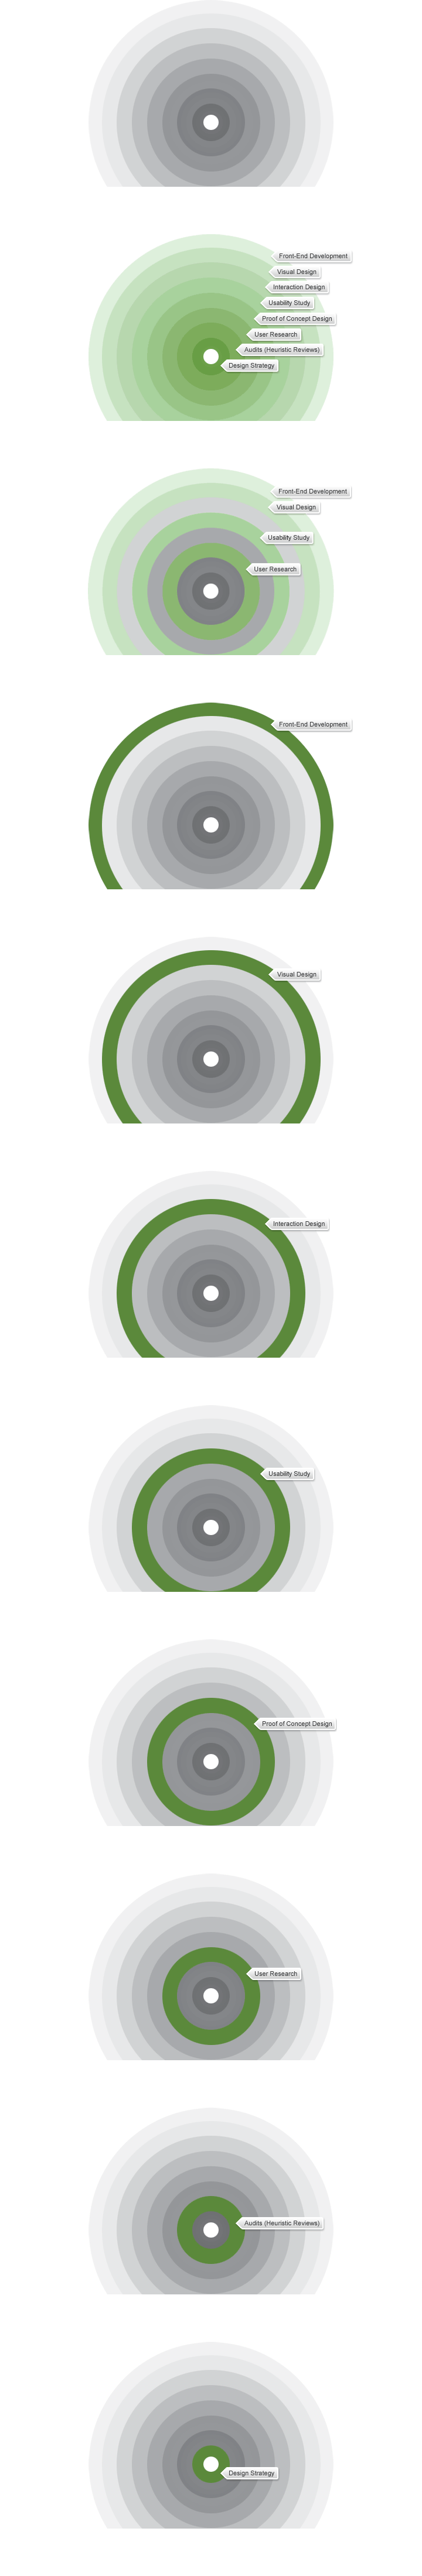 Front-End Development
Visual Design
Interaction Design
Usability Study
Proof of Concept Design
User Research
Audits (Heuristic Reviews)
Design Strategy
Front-End Development
Visual Design
Usability Study
User Research
Front-End Development
Visual Design
Interaction Design
Usability Study
Proof of Concept Design
User Research
Audits (Heuristic Reviews)
Design Strategy